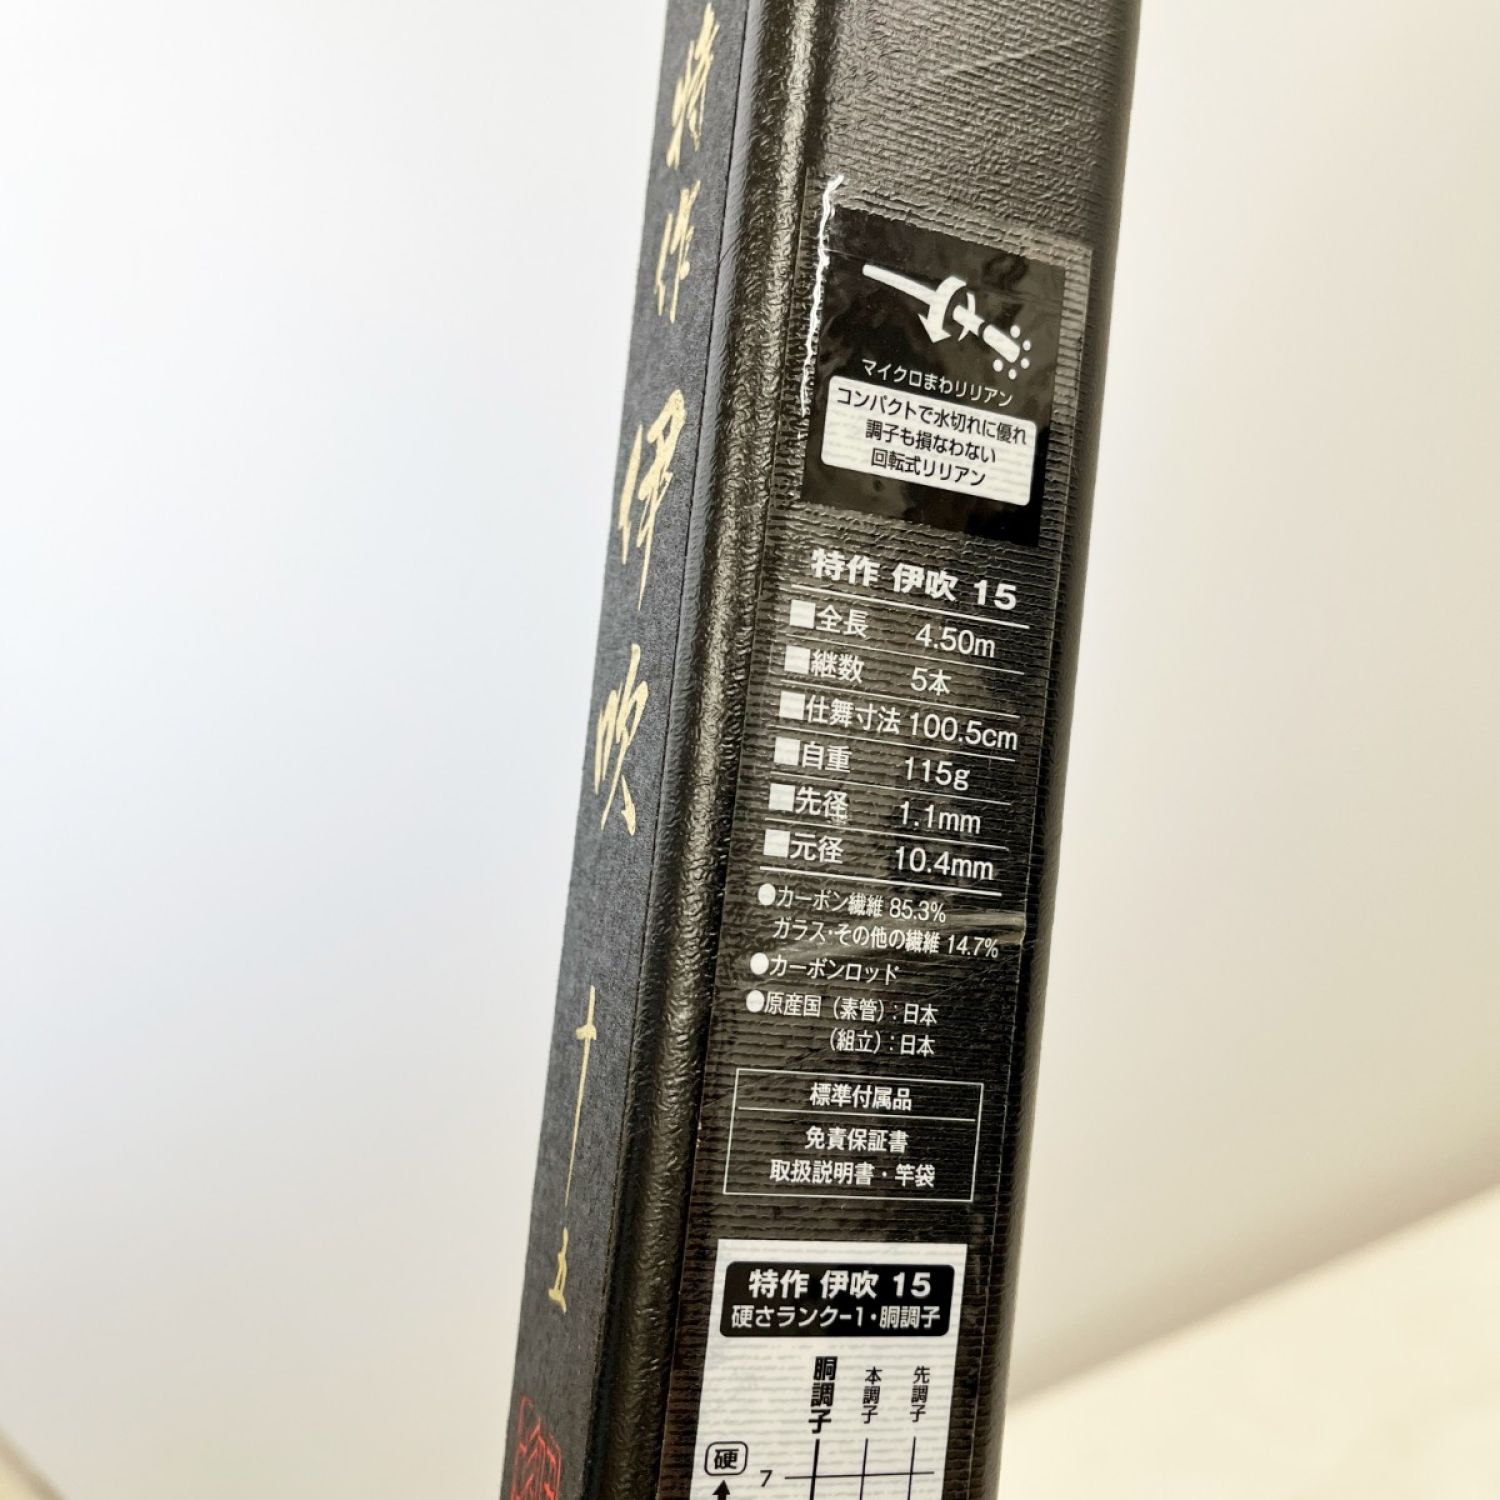 特作 伊吹 十五
マイクロまわリリアン
コンパクトで水切れに優れ
調子も損なわない
回転式リリアン
特作 伊吹 15
■全長 4.50m
■継数 5本
■仕舞寸法 100.5cm
■自重 115g
■先径 1.1mm
■元径 10.4mm
●カーボン繊維 85.3%
ガラス・その他の繊維 14.7%
●カーボンロッド
●原産国（素管）：日本
（組立）：日本
標準付属品
免責保証書
取扱説明書・竿袋
特作 伊吹 15
硬さランク-1・胴調子
胴調子 本調子 先調子
硬 7